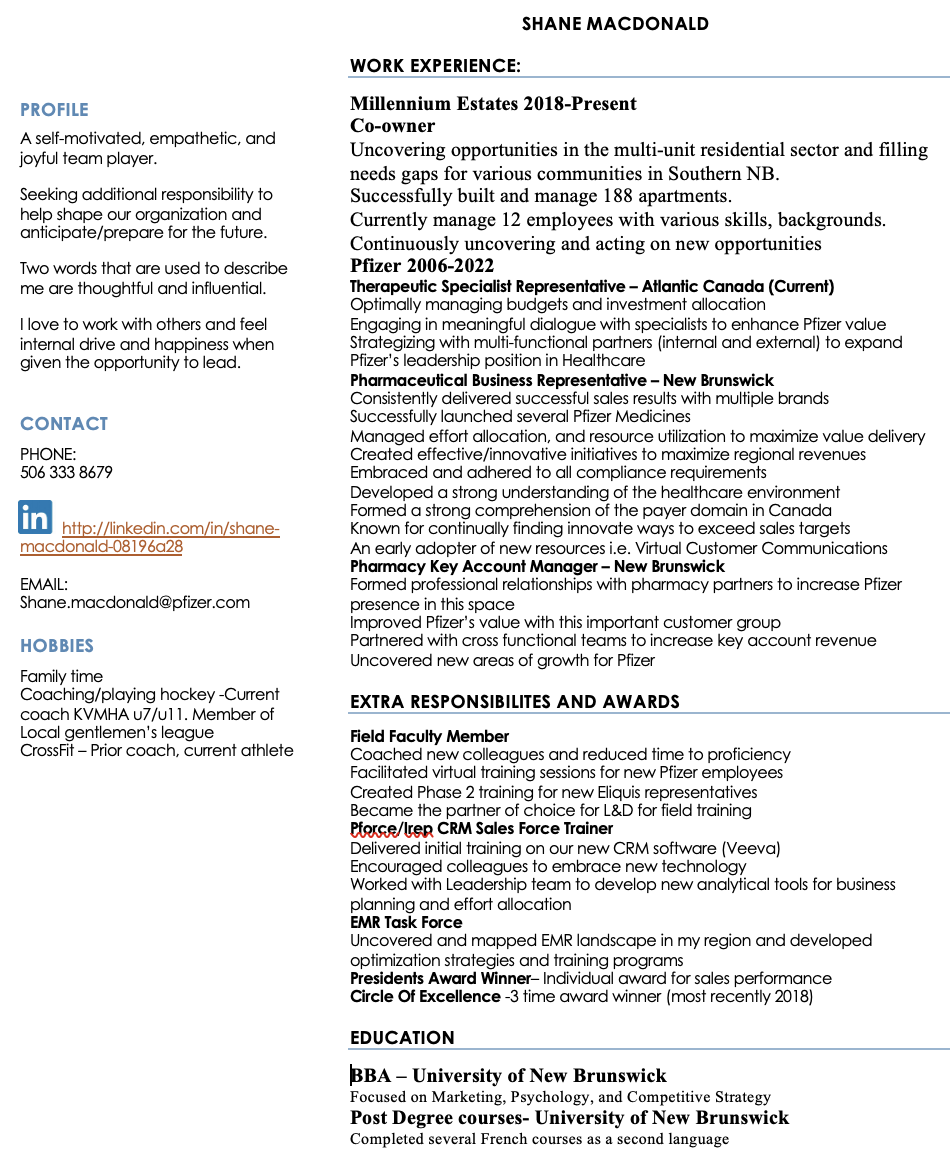 SHANE MACDONALD
PROFILE
A self-motivated, empathetic, and
joyful team player.
Seeking additional responsibility to
help shape our organization and
anticipate/prepare for the future.
Two words that are used to describe
me are thoughtful and influential.
I love to work with others and feel
internal drive and happiness when
given the opportunity to lead.
CONTACT
PHONE:
506 333 8679
in http://linkedin.com/in/shane-
macdonald-08196a28
EMAIL:
Shane.macdonald@pfizer.com
HOBBIES
Family time
Coaching/playing hockey -Current
coach KVMHA u7/u11. Member of
Local gentlemen's league
CrossFit – Prior coach, current athlete
WORK EXPERIENCE:
Millennium Estates 2018-Present
Co-owner
Uncovering opportunities in the multi-unit residential sector and filling
needs gaps for various communities in Southern NB.
Successfully built and manage 188 apartments.
Currently manage 12 employees with various skills, backgrounds.
Continuously uncovering and acting on new opportunities
Pfizer 2006-2022
Therapeutic Specialist Representative – Atlantic Canada (Current)
Optimally managing budgets and investment allocation
Engaging in meaningful dialogue with specialists to enhance Pfizer value
Strategizing with multi-functional partners (internal and external) to expand
Pfizer's leadership position in Healthcare
Pharmaceutical Business Representative – New Brunswick
Consistently delivered successful sales results with multiple brands
Successfully launched several Pfizer Medicines
Managed effort allocation, and resource utilization to maximize value delivery
Created effective/innovative initiatives to maximize regional revenues
Embraced and adhered to all compliance requirements
Developed a strong understanding of the healthcare environment
Formed a strong comprehension of the payer domain in Canada
Known for continually finding innovate ways to exceed sales targets
An early adopter of new resources i.e. Virtual Customer Communications
Pharmacy Key Account Manager – New Brunswick
Formed professional relationships with pharmacy partners to increase Pfizer
presence in this space
Improved Pfizer's value with this important customer group
Partnered with cross functional teams to increase key account revenue
Uncovered new areas of growth for Pfizer
EXTRA RESPONSIBILITES AND AWARDS
Field Faculty Member
Coached new colleagues and reduced time to proficiency
Facilitated virtual training sessions for new Pfizer employees
Created Phase 2 training for new Eliquis representatives
Became the partner of choice for L&D for field training
Pforce/Irep CRM Sales Force Trainer
Delivered initial training on our new CRM software (Veeva)
Encouraged colleagues to embrace new technology
Worked with Leadership team to develop new analytical tools for business
planning and effort allocation
EMR Task Force
Uncovered and mapped EMR landscape in my region and developed
optimization strategies and training programs
Presidents Award Winner– Individual award for sales performance
Circle Of Excellence -3 time award winner (most recently 2018)
EDUCATION
BBA – University of New Brunswick
Focused on Marketing, Psychology, and Competitive Strategy
Post Degree courses- University of New Brunswick
Completed several French courses as a second language